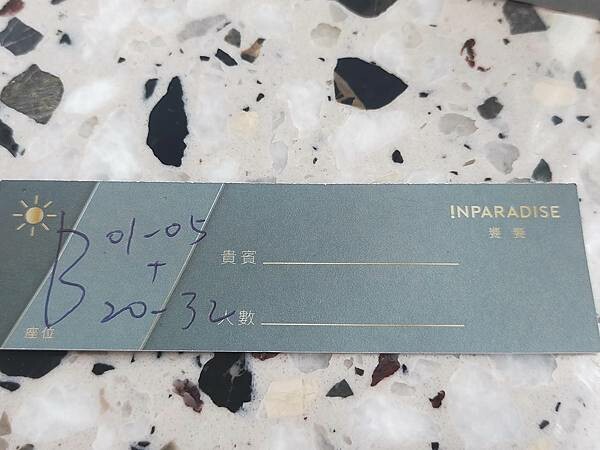 INPARADISE
饗饗
B 01-05
+
20-32
貴賓
人數
座位